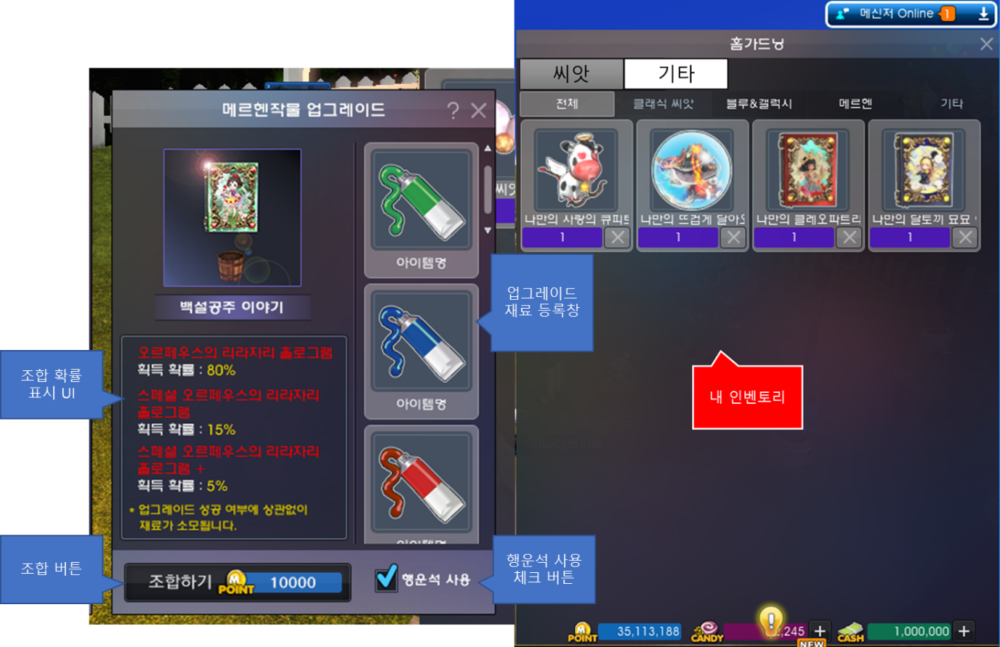 메신저 Online 1
홈가드닝
씨앗
기타
전체
클래식 씨앗
블루&갤럭시
메르헨
기타
나만의 사랑의 큐피트
나만의 뜨겁게 달아오
나만의 클레오파트라
나만의 달토끼 묘묘
1
1
1
1
내 인벤토리
메르헨작물 업그레이드
?
백설공주 이야기
오르페우스의 리라자리 홀로그램
획득 확률 : 80%
스페셜 오르페우스의 리라자리
홀로그램
획득 확률 : 15%
스페셜 오르페우스의 리라자리
홀로그램 +
획득 확률 : 5%
* 업그레이드 성공 여부에 상관없이
재료가 소모됩니다.
아이템명
아이템명
아이템명
씨앗
업그레이드
재료 등록창
조합 확률
표시 UI
조합 버튼
조합하기
M
POINT
10000
행운석 사용
행운석 사용
체크 버튼
M
POINT
35,113,188
CANDY
,245
NEW
CASH
1,000,000